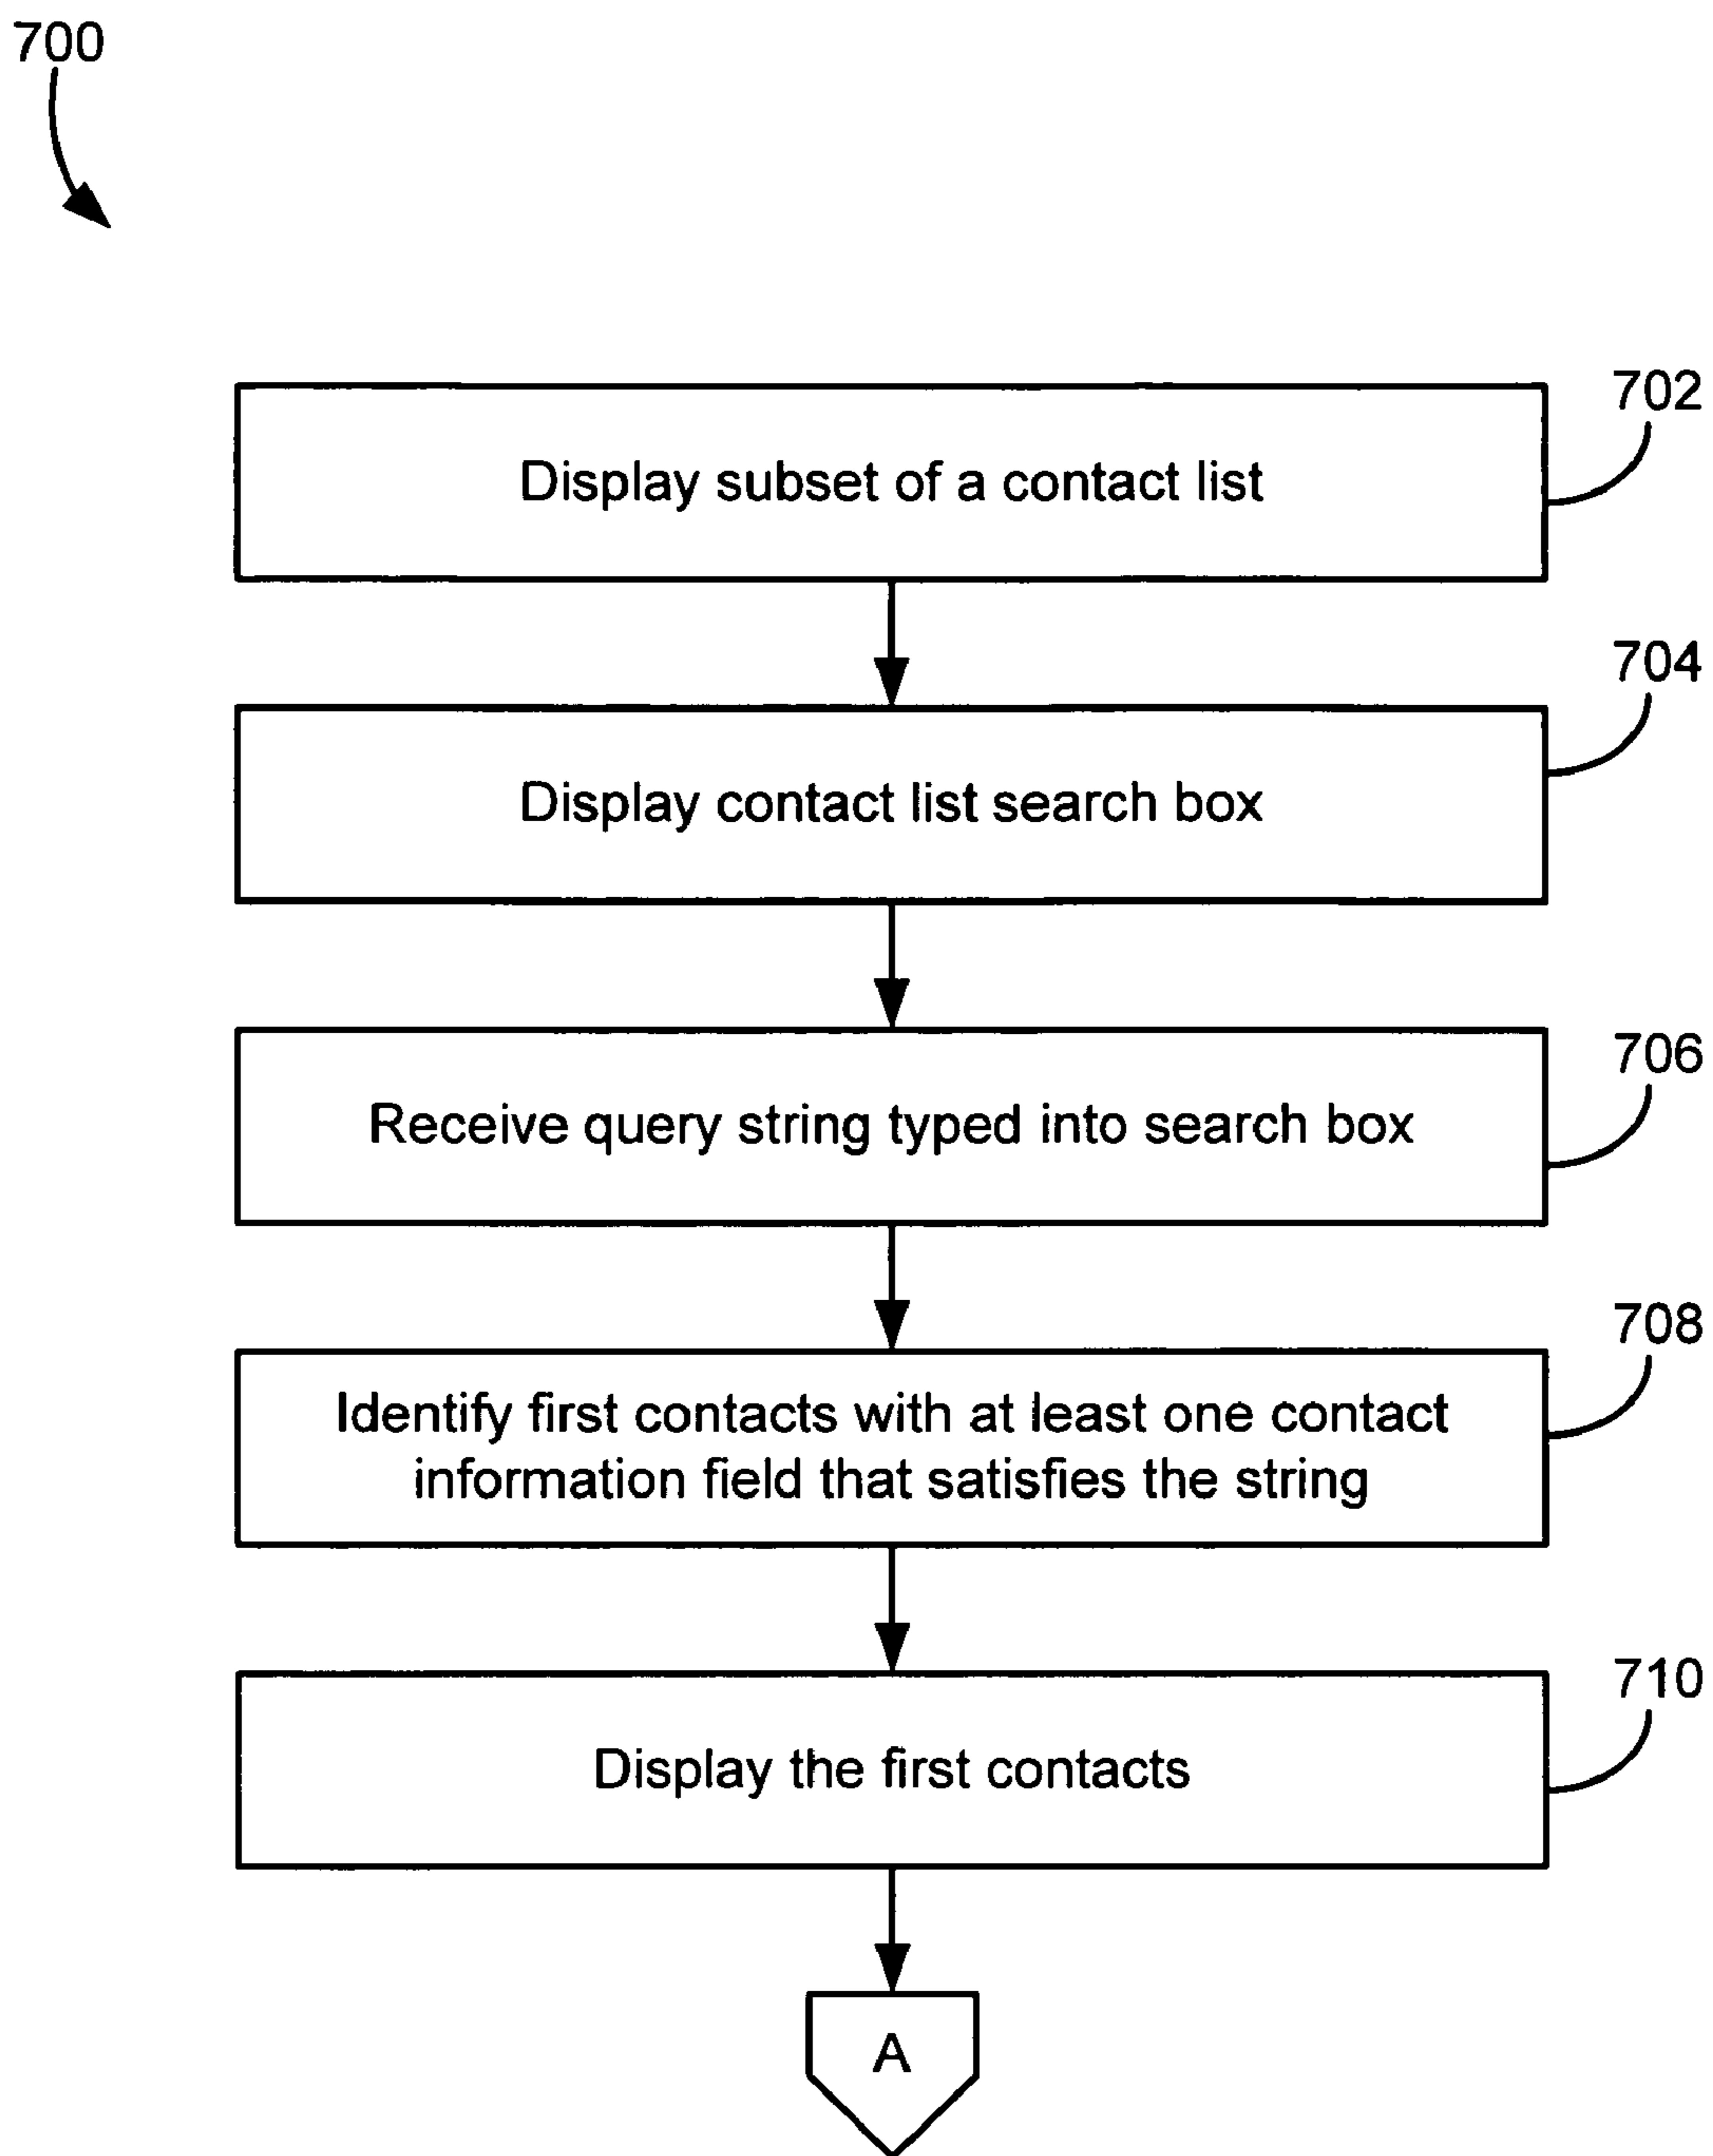 700
702
Display subset of a contact list
704
Display contact list search box
706
Receive query string typed into search box
708
Identify first contacts with at least one contact
information field that satisfies the string
710
Display the first contacts
A